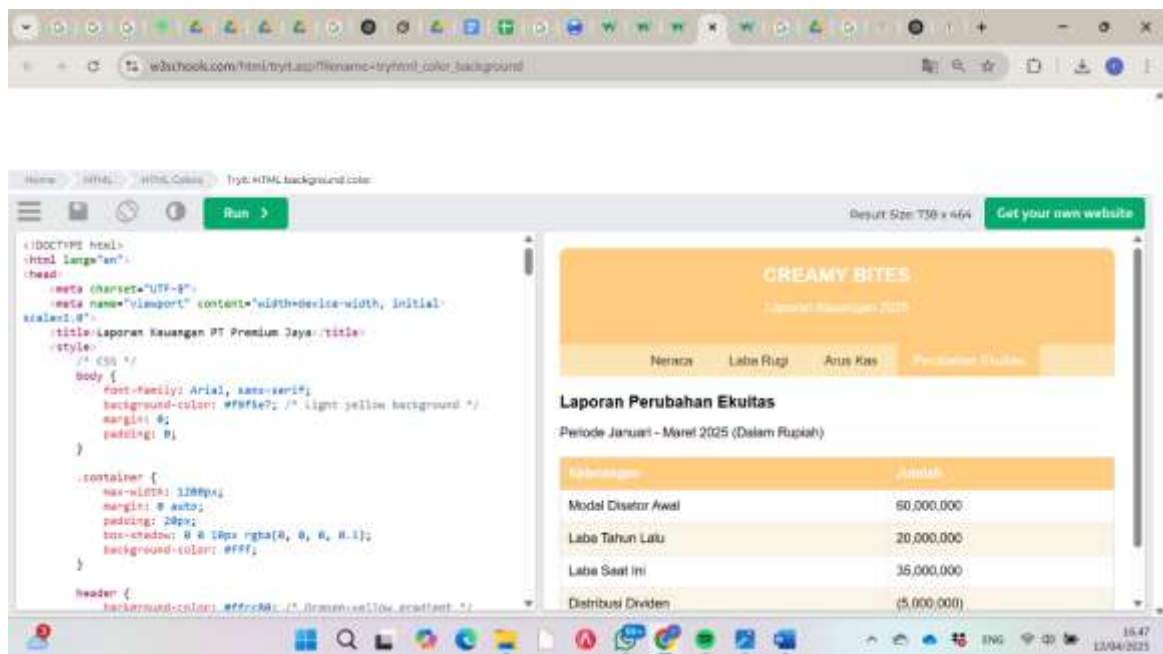 w3schools.com/html/tryit.asp?filename=tryhtml_color_background
Home HTML HTML Colors Tryit: HTML background color
Run ❯
Result Size: 738 x 464
Get your own website
<!DOCTYPE html>
<html lang="en">
<head>
<meta charset="UTF-8">
<meta name="viewport" content="width=device-width, initial-
scale=1.0">
<title>Laporan Keuangan PT Premium Jaya</title>
<style>
/* CSS */
body {
font-family: Arial, sans-serif;
background-color: #f9f5e7; /* Light yellow background */
margin: 0;
padding: 0;
}
.container {
max-width: 1200px;
margin: 0 auto;
padding: 20px;
box-shadow: 0 0 10px rgba(0, 0, 0, 0.1);
background-color: #FFF;
}
header {
background-color: #ffcc80; /* Orange-yellow gradient */
CREAMY BITES
Laporan Keuangan 2025
Neraca Laba Rugi Arus Kas Perubahan Ekuitas
Laporan Perubahan Ekuitas
Periode Januari - Maret 2025 (Dalam Rupiah)
Keterangan Jumlah
Modal Disetor Awal 60,000,000
Laba Tahun Lalu 20,000,000
Laba Saat Ini 35,000,000
Distribusi Dividen (5,000,000)
ENG
16.47
12/04/2025